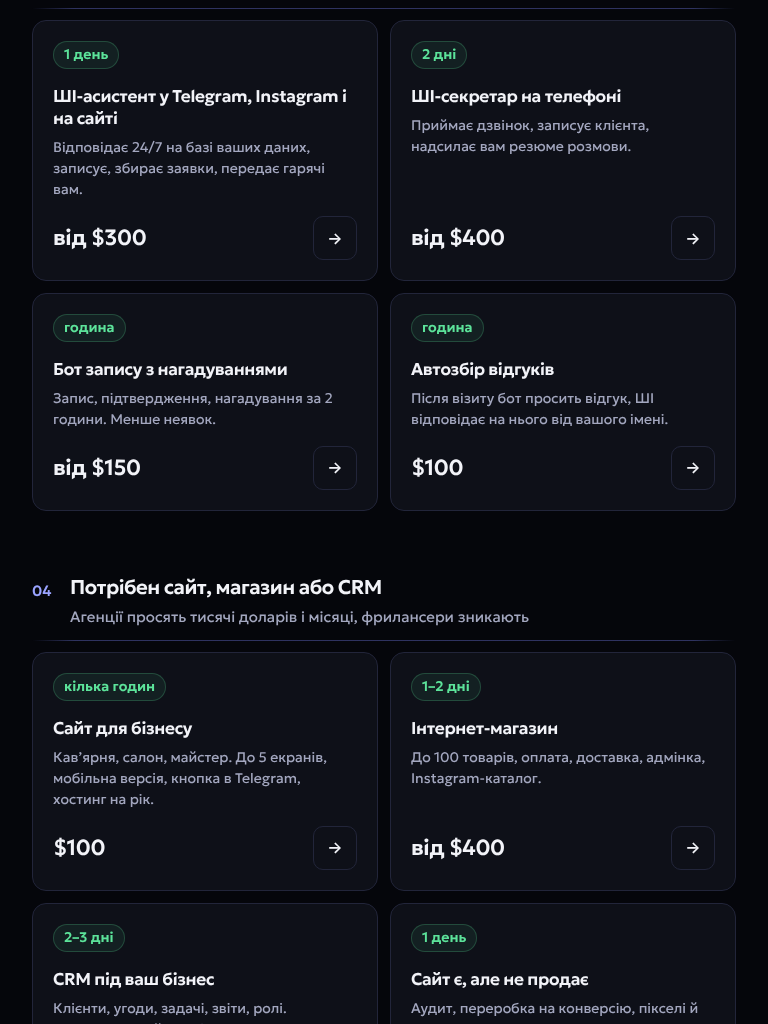 1 день
ШІ-асистент у Telegram, Instagram і
на сайті
Відповідає 24/7 на базі ваших даних,
записує, збирає заявки, передає гарячі
вам.
від $300
→
2 дні
ШІ-секретар на телефоні
Приймає дзвінок, записує клієнта,
надсилає вам резюме розмови.
від $400
→
година
Бот запису з нагадуваннями
Запис, підтвердження, нагадування за 2
години. Менше неявок.
від $150
→
година
Автозбір відгуків
Після візиту бот просить відгук, ШІ
відповідає на нього від вашого імені.
$100
→
04
Потрібен сайт, магазин або CRM
Агенції просять тисячі доларів і місяці, фрилансери зникають
кілька годин
Сайт для бізнесу
Кав’ярня, салон, майстер. До 5 екранів,
мобільна версія, кнопка в Telegram,
хостинг на рік.
$100
→
1–2 дні
Інтернет-магазин
До 100 товарів, оплата, доставка, адмінка,
Instagram-каталог.
від $400
→
2–3 дні
CRM під ваш бізнес
Клієнти, угоди, задачі, звіти, ролі.
1 день
Сайт є, але не продає
Аудит, переробка на конверсію, пікселі й